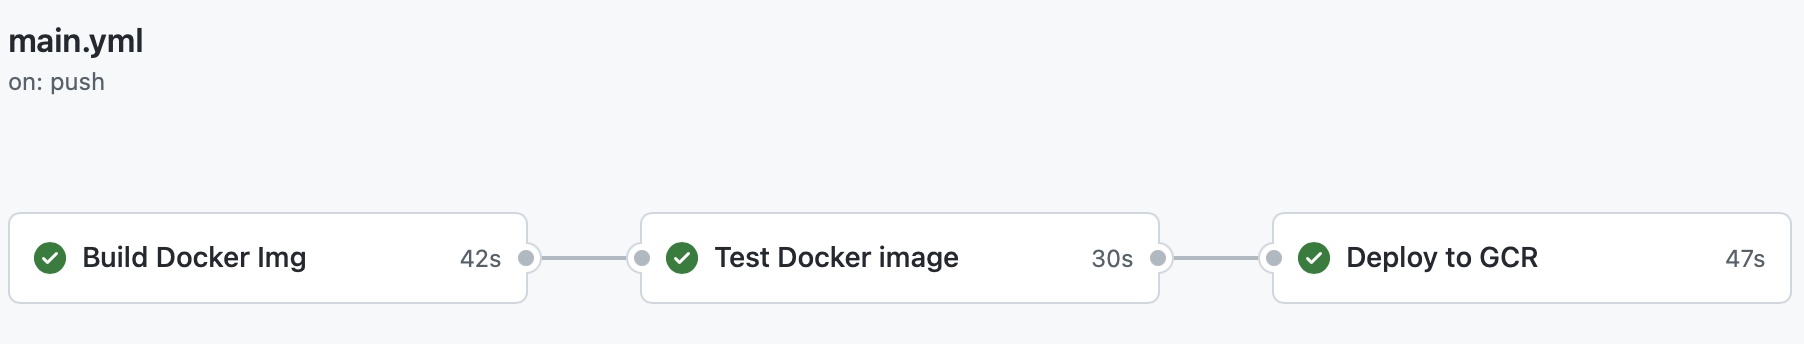 main.yml
on: push
Build Docker Img 42s
Test Docker image 30s
Deploy to GCR 47s